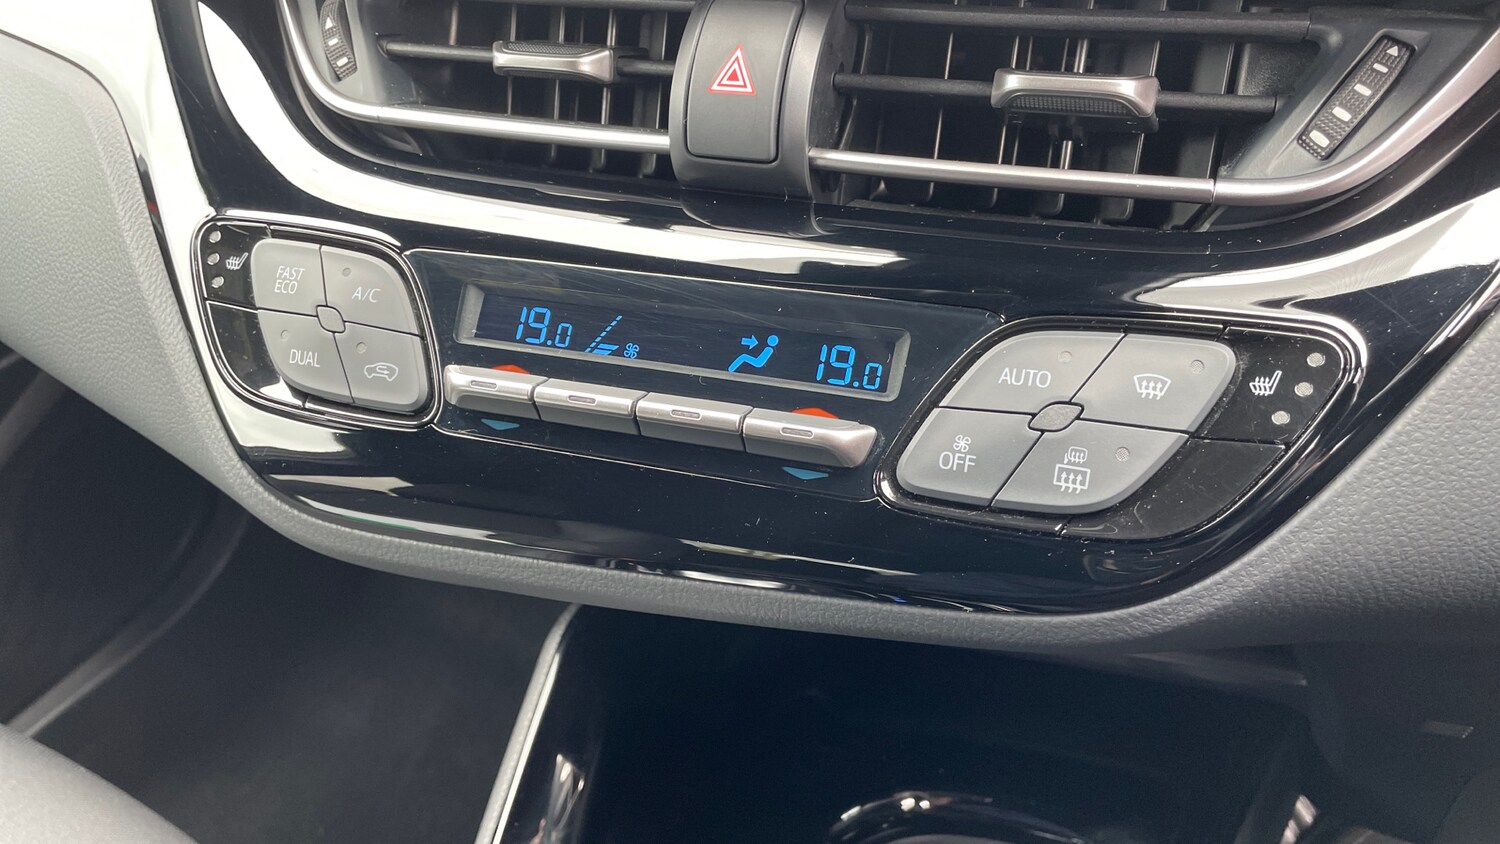 FAST
ECO
A/C
DUAL
19.0
19.0
AUTO
OFF